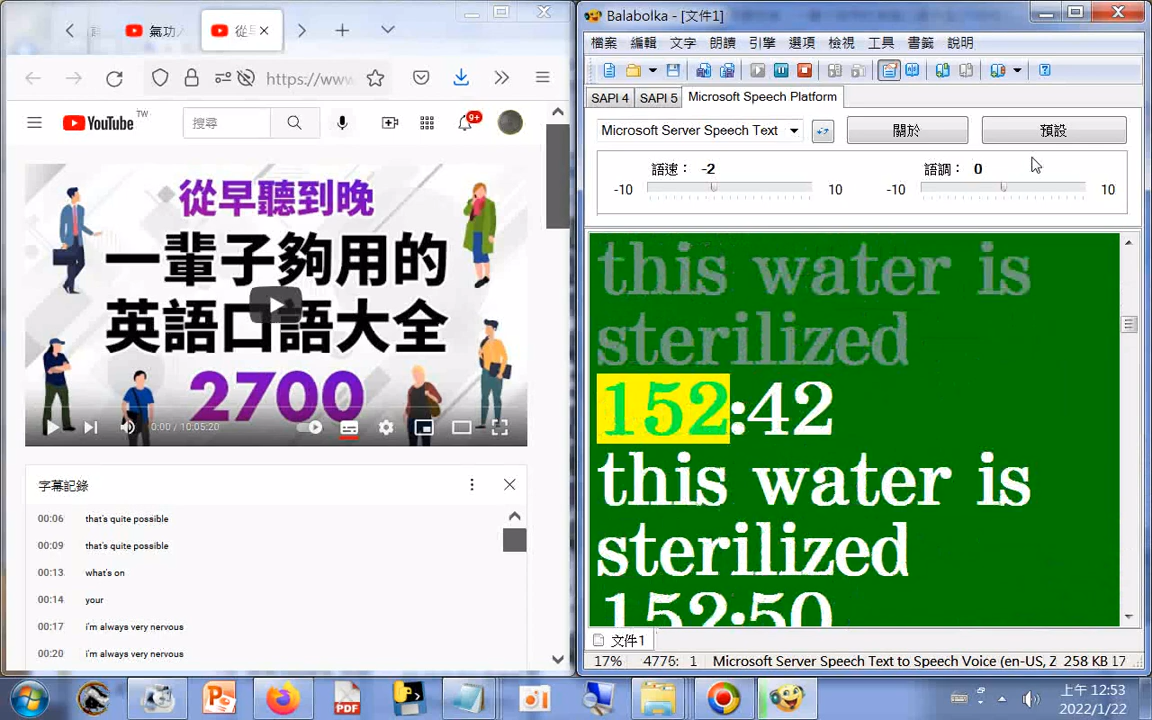 氣功
從
https://www
YouTube TW
搜尋
9+
從早聽到晚
一輩子夠用的
英語口語大全
2700
0:00 / 10:05:20
字幕記錄
00:06 that's quite possible
00:09 that's quite possible
00:13 what's on
00:14 your
00:17 i'm always very nervous
00:20 i'm always very nervous
Balabolka - [文件1]
檔案 編輯 文字 朗讀 引擎 選項 檢視 工具 書籤 說明
SAPI 4 SAPI 5 Microsoft Speech Platform
Microsoft Server Speech Text 關於 預設
語速： -2 語調： 0
-10 10 -10 10
this water is
sterilized
152:42
this water is
sterilized
152:50
文件1
17% 4775: 1 Microsoft Server Speech Text to Speech Voice (en-US, Z 258 KB 17
PDF
上午 12:53
2022/1/22